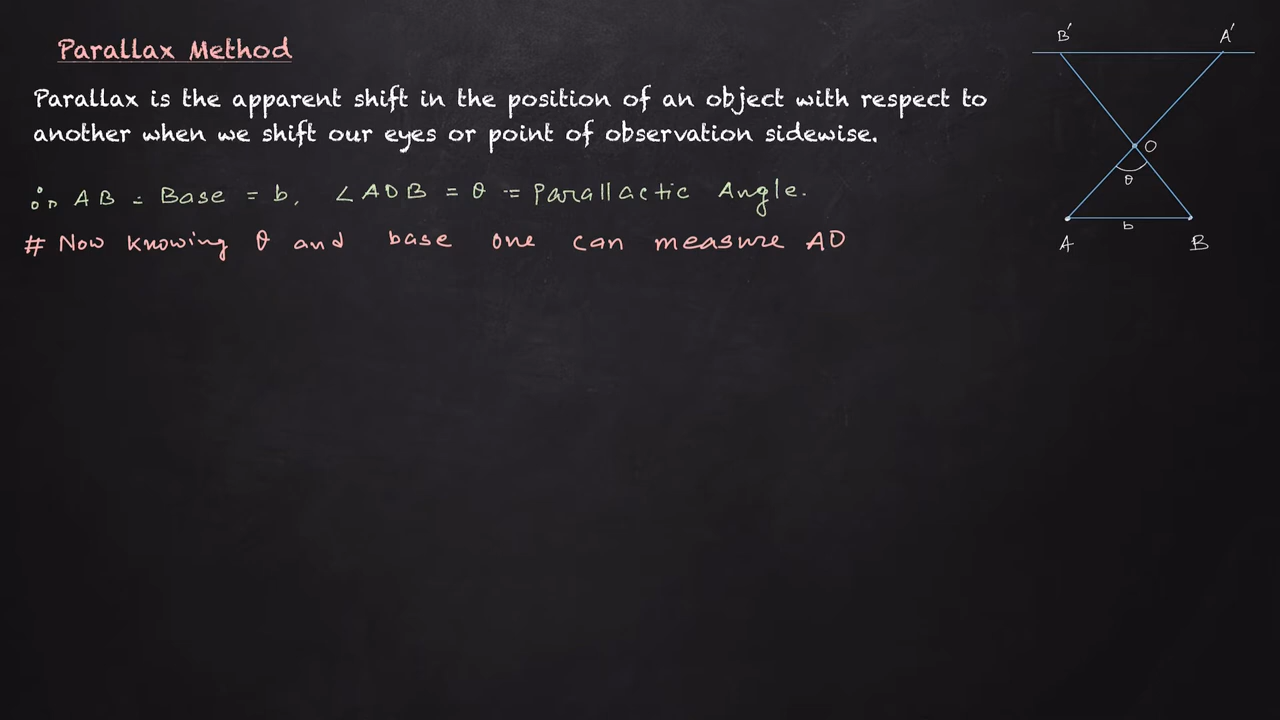 Parallax Method
Parallax is the apparent shift in the position of an object with respect to
another when we shift our eyes or point of observation sidewise.
∴ AB = Base = b, ∠AOB = θ = Parallactic Angle.
# Now knowing θ and base one can measure AO
B′ A′
O
θ
b
A B